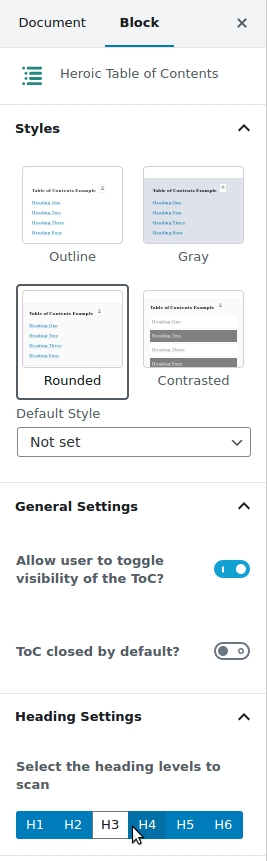 Document Block
Heroic Table of Contents
Styles
Table of Contents Example
Heading One
Heading Two
Heading Three
Heading Four
Outline
Table of Contents Example
Heading One
Heading Two
Heading Three
Heading Four
Gray
Table of Contents Example
Heading One
Heading Two
Heading Three
Heading Four
Rounded
Table of Contents Example
Heading One
Heading Two
Heading Three
Heading Four
Contrasted
Default Style
Not set
General Settings
Allow user to toggle
visibility of the ToC?
ToC closed by default?
Heading Settings
Select the heading levels to
scan
H1 H2 H3 H4 H5 H6